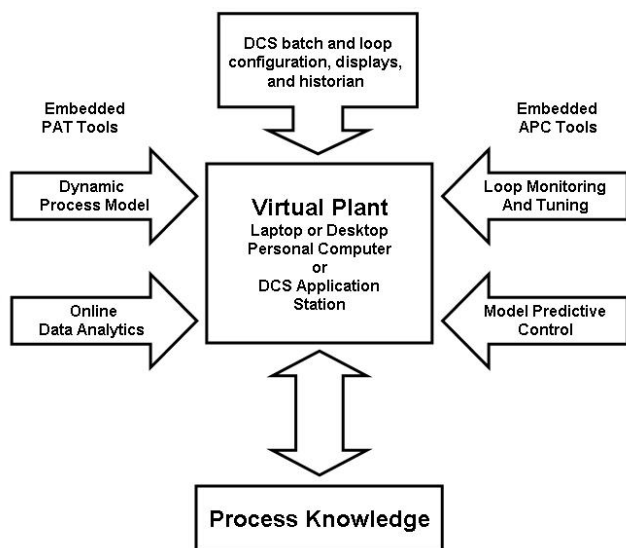 DCS batch and loop
configuration, displays,
and historian
Embedded
PAT Tools
Embedded
APC Tools
Dynamic
Process Model
Virtual Plant
Laptop or Desktop
Personal Computer
or
DCS Application
Station
Loop Monitoring
And Tuning
Online
Data Analytics
Model Predictive
Control
Process Knowledge